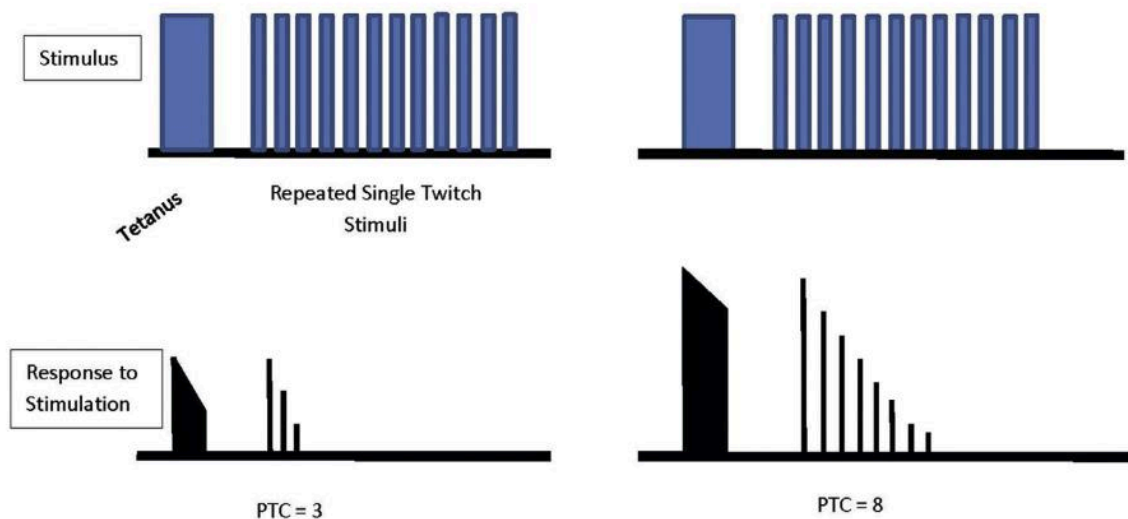 Stimulus
Tetanus
Repeated Single Twitch
Stimuli
Response to
Stimulation
PTC = 3
PTC = 8